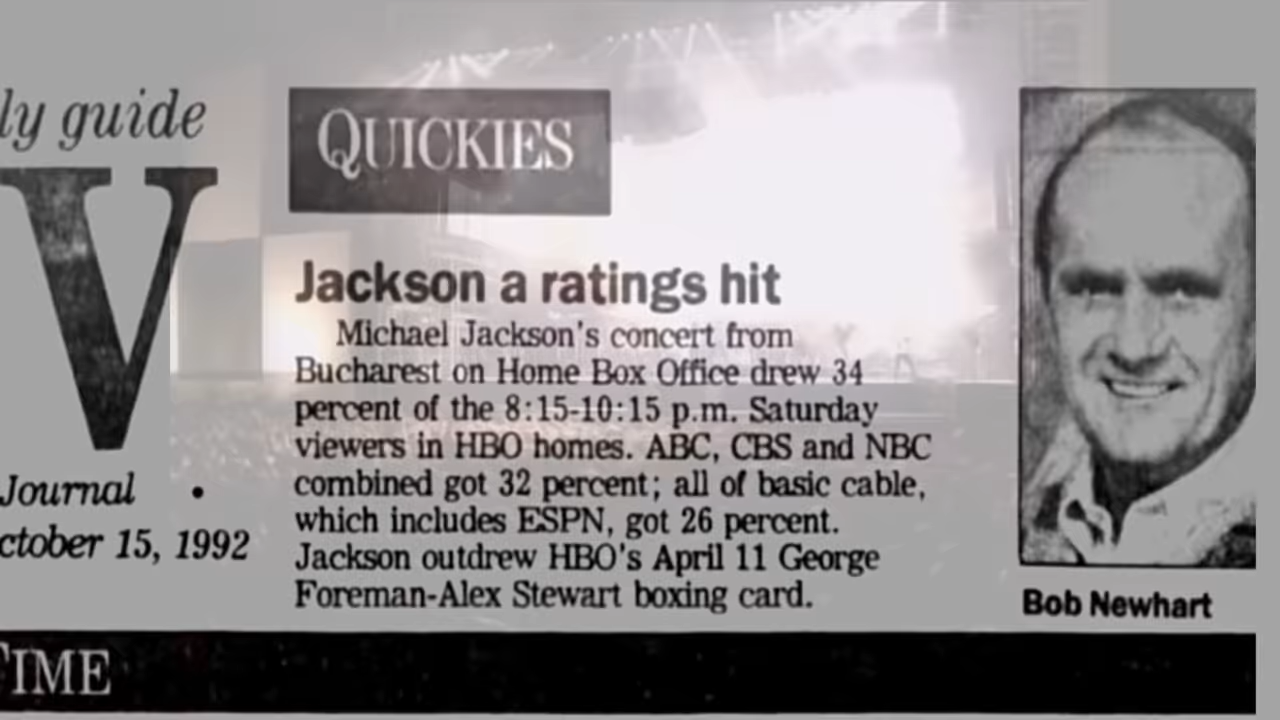 ly guide
V
Journal •
ctober 15, 1992
QUICKIES
Jackson a ratings hit
Michael Jackson's concert from
Bucharest on Home Box Office drew 34
percent of the 8:15-10:15 p.m. Saturday
viewers in HBO homes. ABC, CBS and NBC
combined got 32 percent; all of basic cable,
which includes ESPN, got 26 percent.
Jackson outdrew HBO's April 11 George
Foreman-Alex Stewart boxing card.
Bob Newhart
TIME